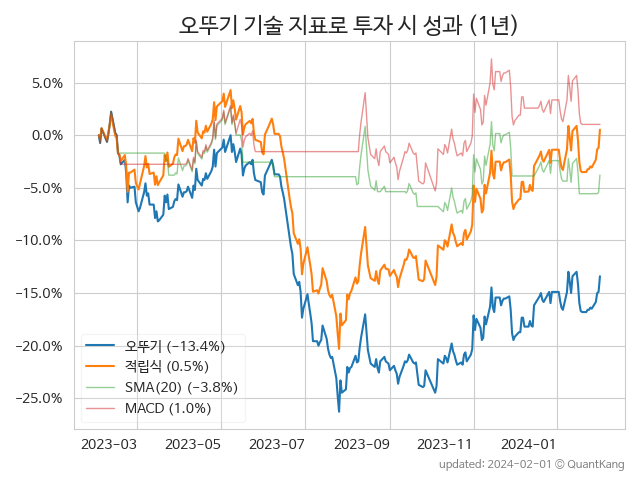 오뚜기 기술 지표로 투자 시 성과 (1년)
5.0%
0.0%
−5.0%
−10.0%
−15.0%
−20.0%
−25.0%
오뚜기 (−13.4%)
적립식 (0.5%)
SMA(20) (−3.8%)
MACD (1.0%)
2023-03
2023-05
2023-07
2023-09
2023-11
2024-01
updated: 2024-02-01 © QuantKang